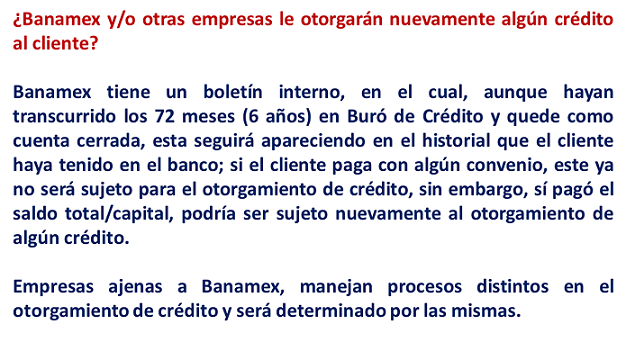 ¿Banamex y/o otras empresas le otorgarán nuevamente algún crédito
al cliente?
Banamex tiene un boletín interno, en el cual, aunque hayan
transcurrido los 72 meses (6 años) en Buró de Crédito y quede como
cuenta cerrada, esta seguirá apareciendo en el historial que el cliente
haya tenido en el banco; si el cliente paga con algún convenio, este ya
no será sujeto para el otorgamiento de crédito, sin embargo, sí pagó el
saldo total/capital, podría ser sujeto nuevamente al otorgamiento de
algún crédito.
Empresas ajenas a Banamex, manejan procesos distintos en el
otorgamiento de crédito y será determinado por las mismas.